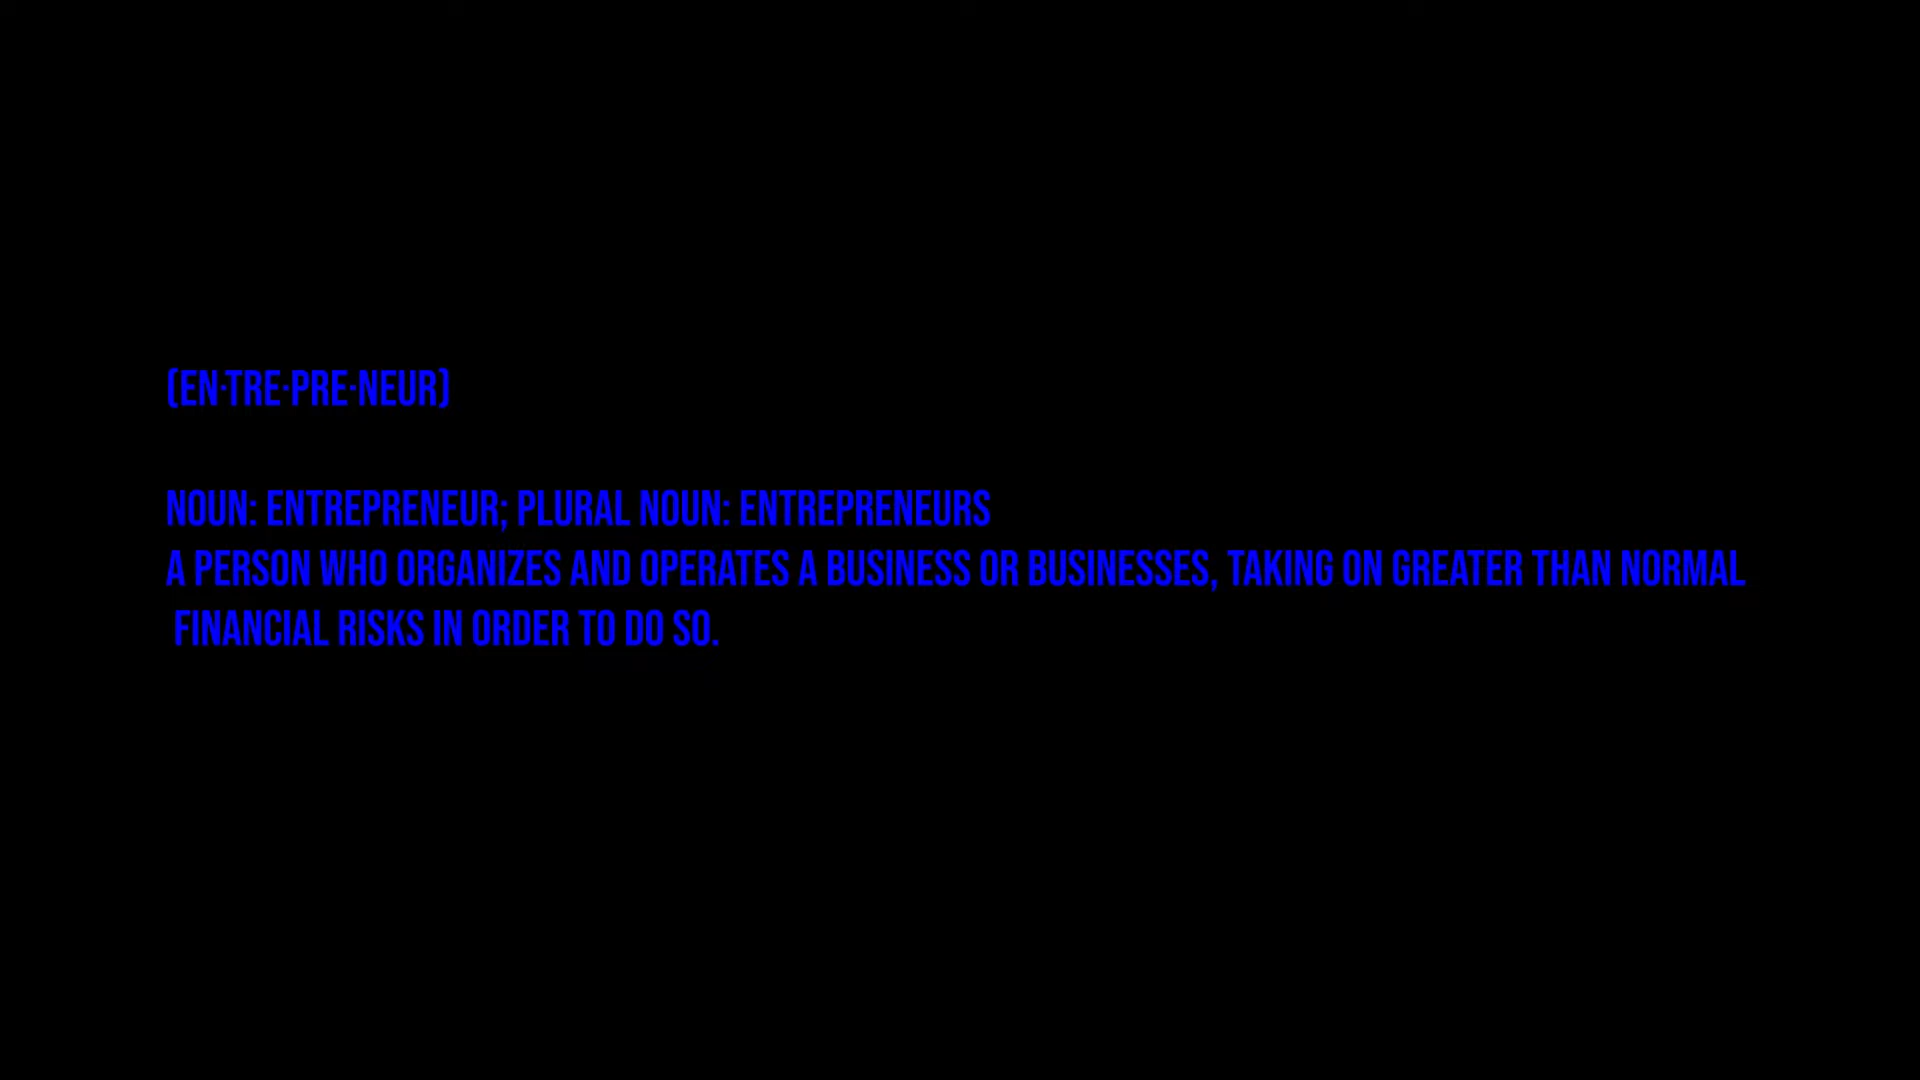 (EN·TRE·PRE·NEUR)
NOUN: ENTREPRENEUR; PLURAL NOUN: ENTREPRENEURS
A PERSON WHO ORGANIZES AND OPERATES A BUSINESS OR BUSINESSES, TAKING ON GREATER THAN NORMAL
FINANCIAL RISKS IN ORDER TO DO SO.